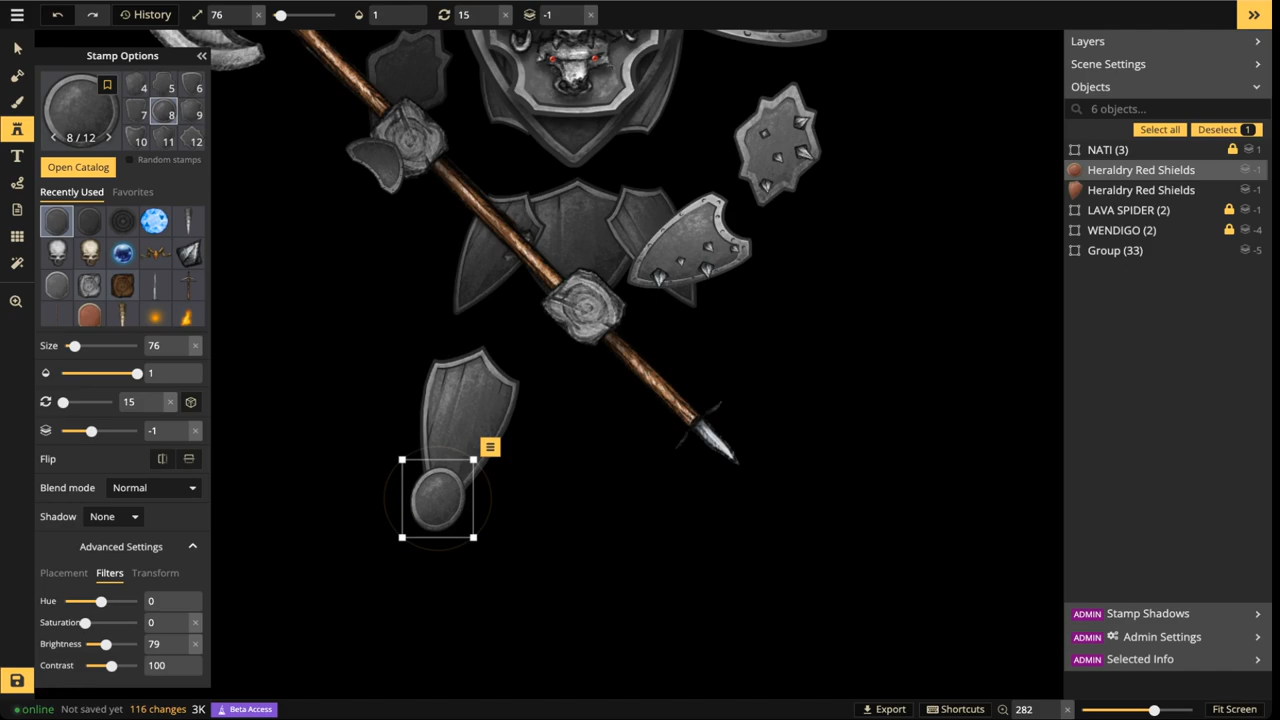 History 76 × 1 15 × -1 ×
Stamp Options
8 / 12
4 5 6
7 8 9
10 11 12
Open Catalog Random stamps
Recently Used Favorites
Size 76 ×
1
15 ×
-1 ×
Flip
Blend mode Normal
Shadow None
Advanced Settings
Placement Filters Transform
Hue 0
Saturation 0 ×
Brightness 79 ×
Contrast 100
Layers
Scene Settings
Objects
6 objects...
Select all Deselect 1
NATI (3) 1
Heraldry Red Shields -1
Heraldry Red Shields -1
LAVA SPIDER (2) -1
WENDIGO (2) -4
Group (33) -5
ADMIN Stamp Shadows
ADMIN Admin Settings
ADMIN Selected Info
online Not saved yet 116 changes 3K Beta Access Export Shortcuts 282 × Fit Screen